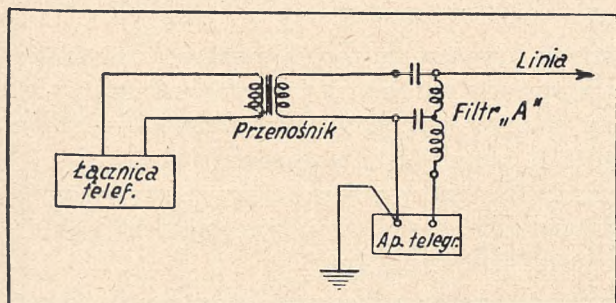 Linia
Filtr „A“
Przenośnik
Łącznica
telef.
Ap. telegr.